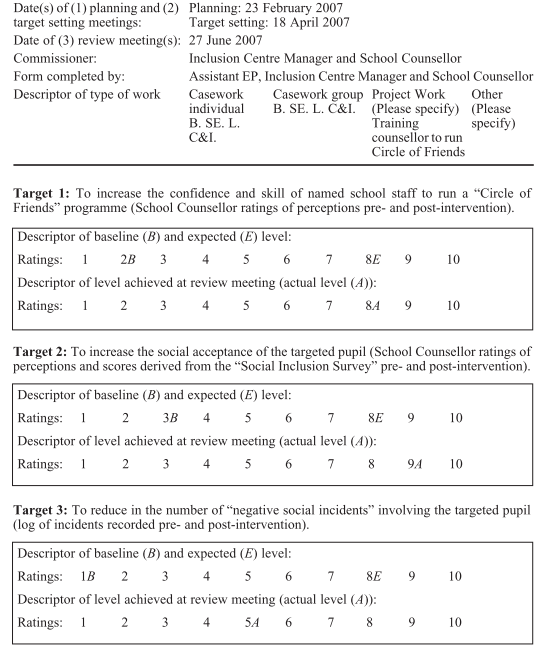 Date(s) of (1) planning and (2) Planning: 23 February 2007
target setting meetings: Target setting: 18 April 2007
Date of (3) review meeting(s): 27 June 2007
Commissioner: Inclusion Centre Manager and School Counsellor
Form completed by: Assistant EP, Inclusion Centre Manager and School Counsellor
Descriptor of type of work Casework Casework group Project Work Other
individual B. SE. L. C&I. (Please specify) (Please
B. SE. L. Training specify)
C&I. counsellor to run
Circle of Friends
Target 1: To increase the confidence and skill of named school staff to run a “Circle of
Friends” programme (School Counsellor ratings of perceptions pre- and post-intervention).
Descriptor of baseline (B) and expected (E) level:
Ratings: 1 2B 3 4 5 6 7 8E 9 10
Descriptor of level achieved at review meeting (actual level (A)):
Ratings: 1 2 3 4 5 6 7 8A 9 10
Target 2: To increase the social acceptance of the targeted pupil (School Counsellor ratings of
perceptions and scores derived from the “Social Inclusion Survey” pre- and post-intervention).
Descriptor of baseline (B) and expected (E) level:
Ratings: 1 2 3B 4 5 6 7 8E 9 10
Descriptor of level achieved at review meeting (actual level (A)):
Ratings: 1 2 3 4 5 6 7 8 9A 10
Target 3: To reduce in the number of “negative social incidents” involving the targeted pupil
(log of incidents recorded pre- and post-intervention).
Descriptor of baseline (B) and expected (E) level:
Ratings: 1B 2 3 4 5 6 7 8E 9 10
Descriptor of level achieved at review meeting (actual level (A)):
Ratings: 1 2 3 4 5A 6 7 8 9 10